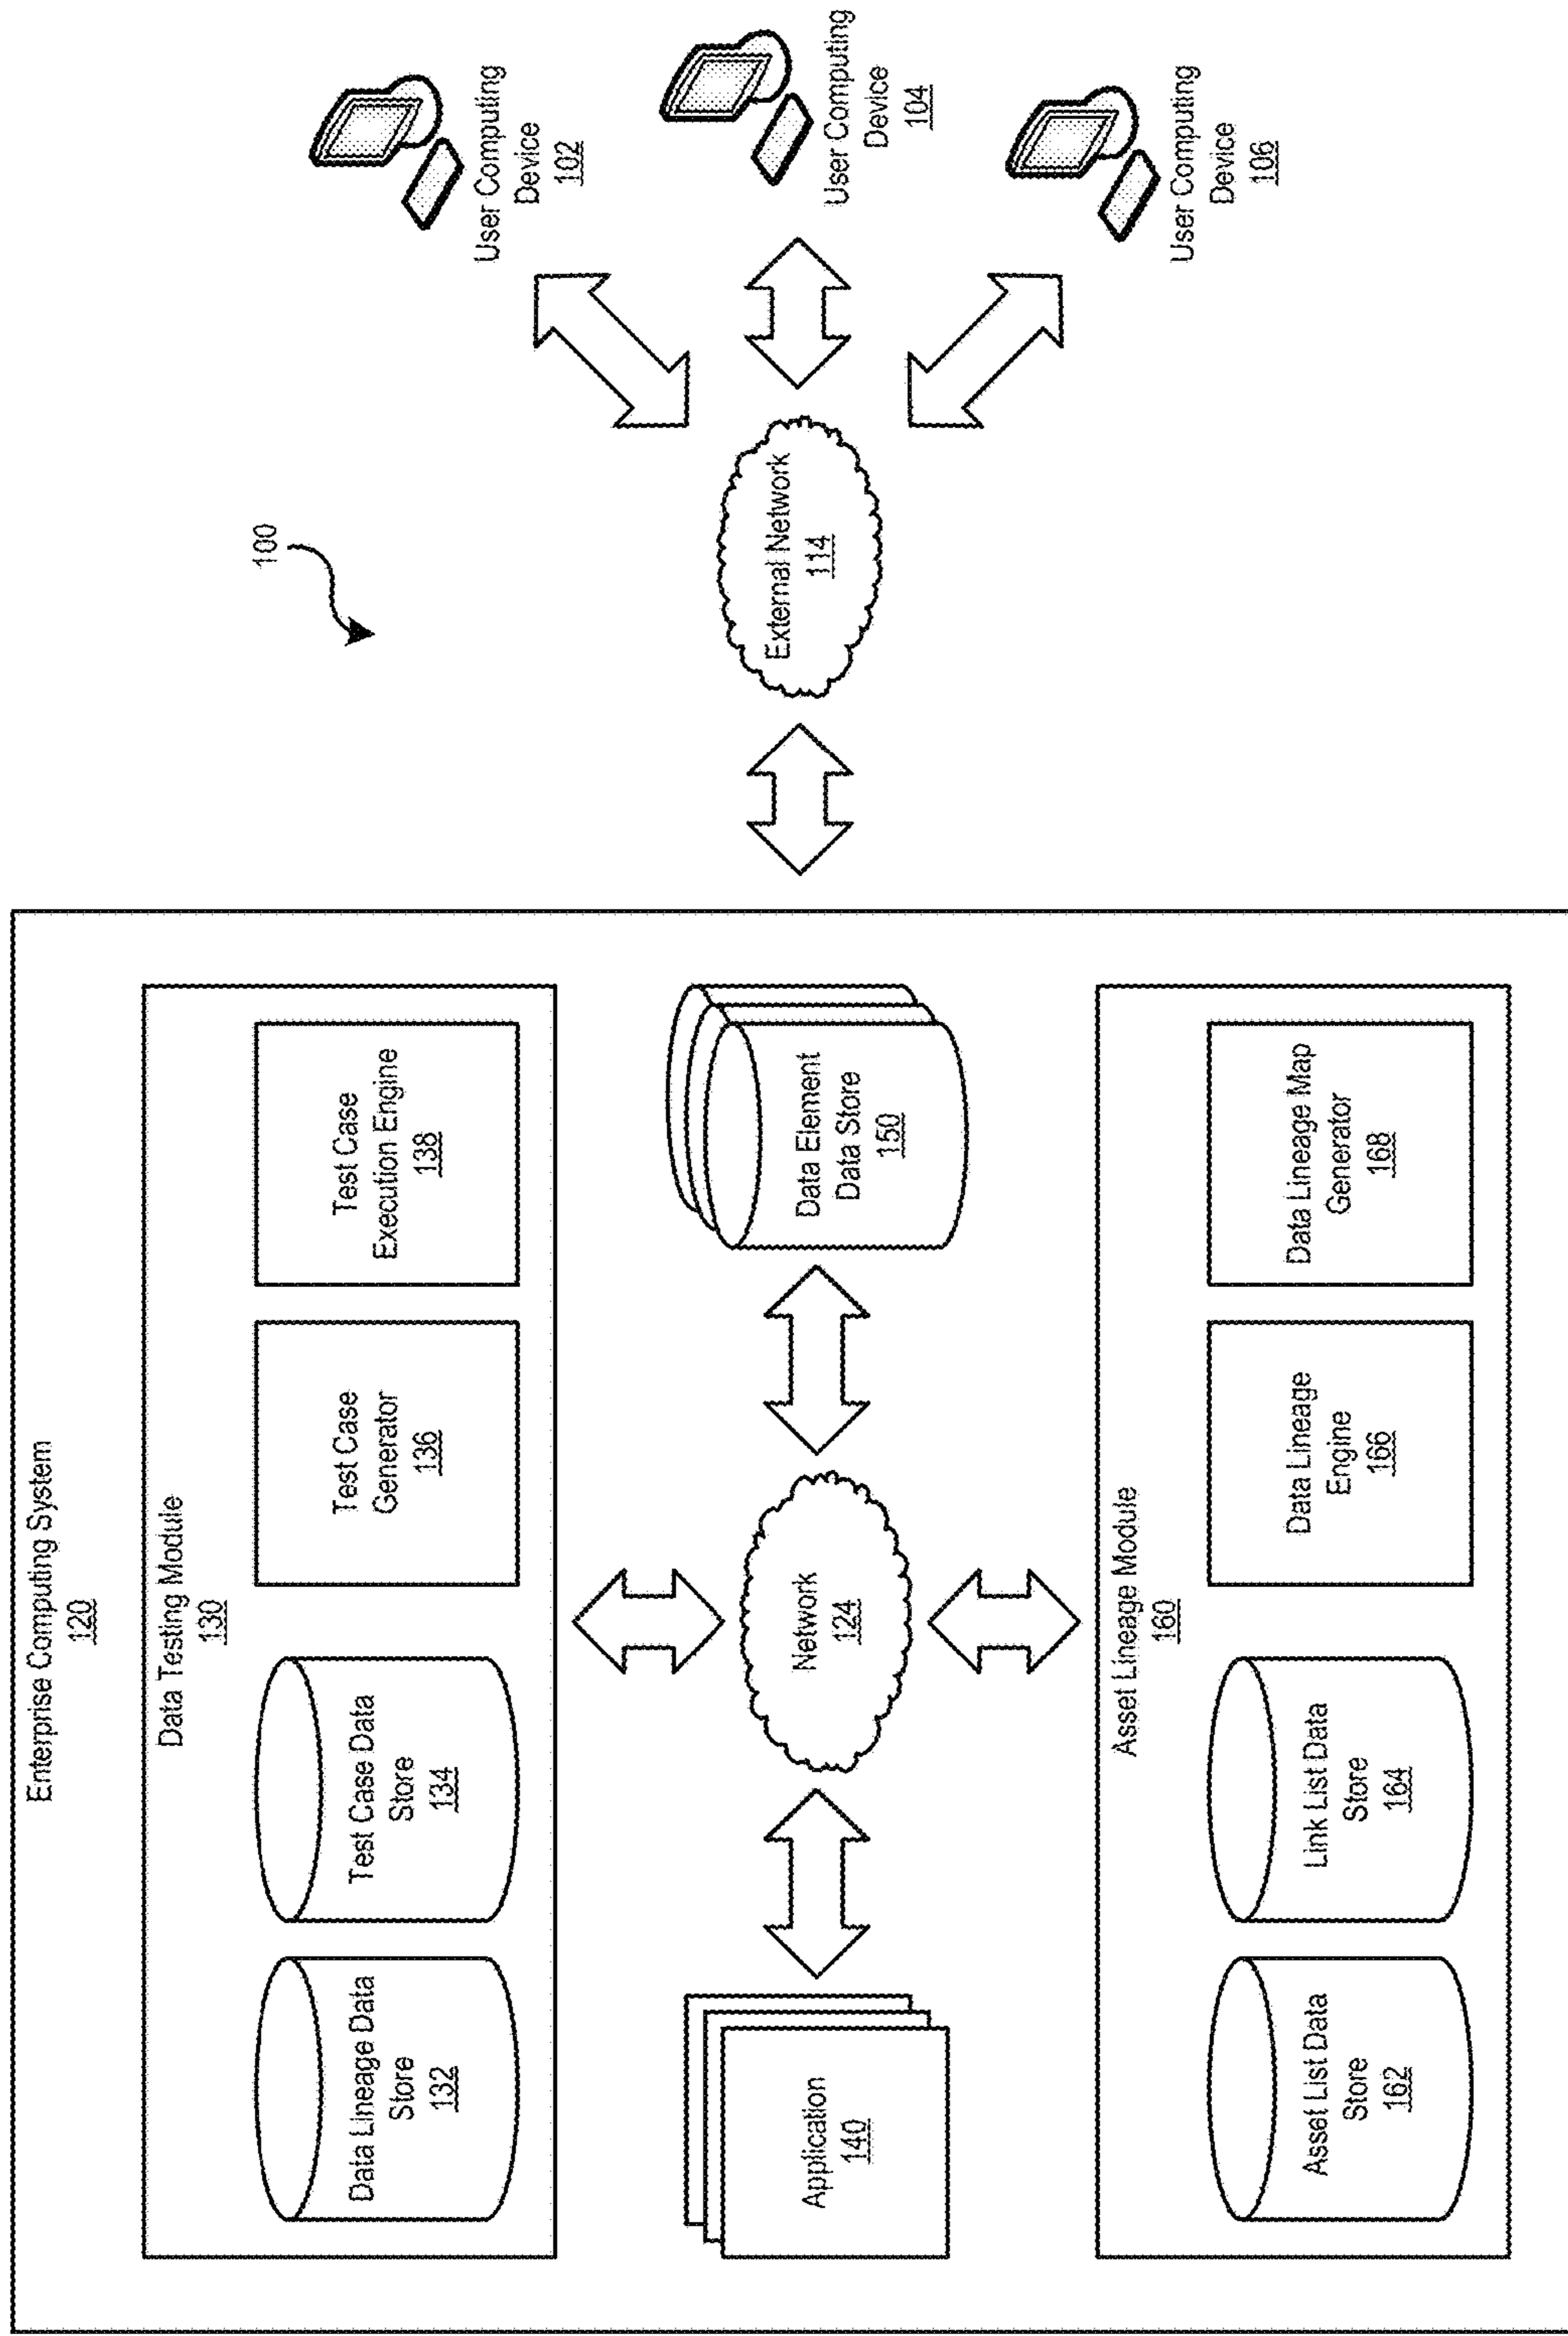 Enterprise Computing System
120
Data Testing Module
130
Data Lineage Data
Store
132
Test Case Data
Store
134
Test Case
Generator
136
Test Case
Execution Engine
138
Application
140
Network
124
Data Element
Data Store
150
Asset Lineage Module
160
Asset List Data
Store
162
Link List Data
Store
164
Data Lineage
Engine
166
Data Lineage Map
Generator
168
100
External Network
114
User Computing
Device
102
User Computing
Device
104
User Computing
Device
106